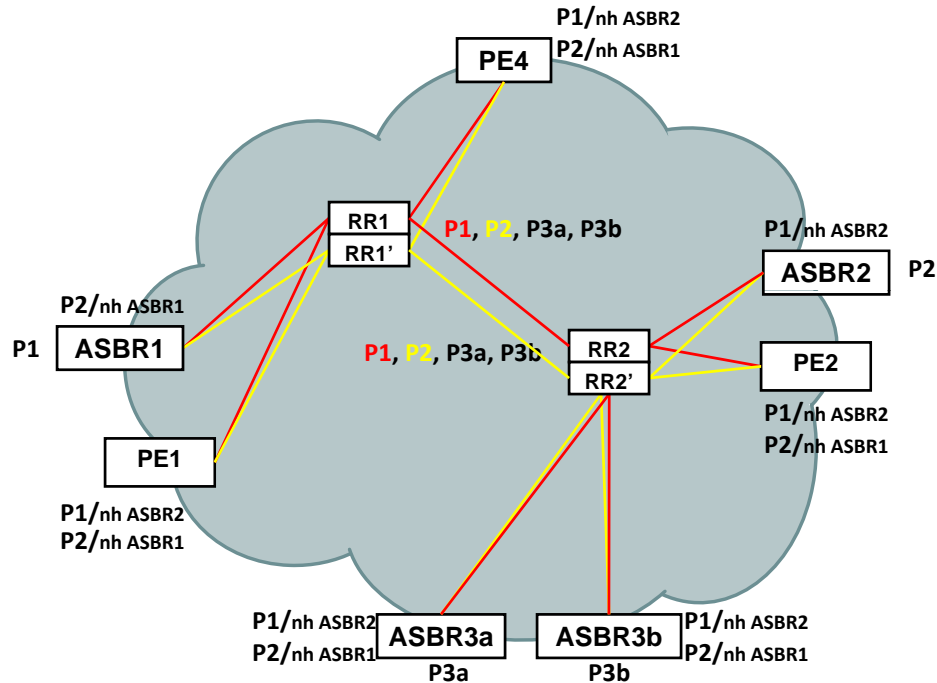 P1/nh ASBR2
P2/nh ASBR1
PE4
RR1
RR1'
P1, P2, P3a, P3b
P1/nh ASBR2
ASBR2
P2
P2/nh ASBR1
P1
ASBR1
P1, P2, P3a, P3b
RR2
RR2'
PE2
P1/nh ASBR2
P2/nh ASBR1
PE1
P1/nh ASBR2
P2/nh ASBR1
P1/nh ASBR2
P2/nh ASBR1
ASBR3a
P3a
ASBR3b
P3b
P1/nh ASBR2
P2/nh ASBR1